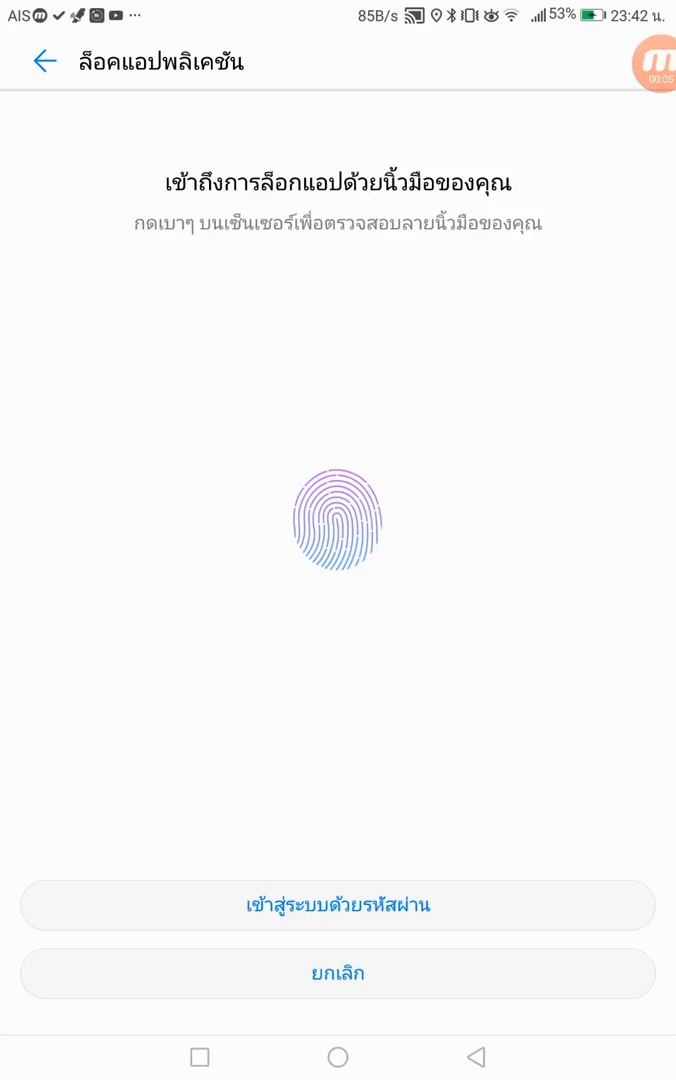 AIS 85B/s 53% 23:42 น.
ล็อคแอปพลิเคชัน
00:05
เข้าถึงการล็อกแอปด้วยนิ้วมือของคุณ
กดเบาๆ บนเซ็นเซอร์เพื่อตรวจสอบลายนิ้วมือของคุณ
เข้าสู่ระบบด้วยรหัสผ่าน
ยกเลิก